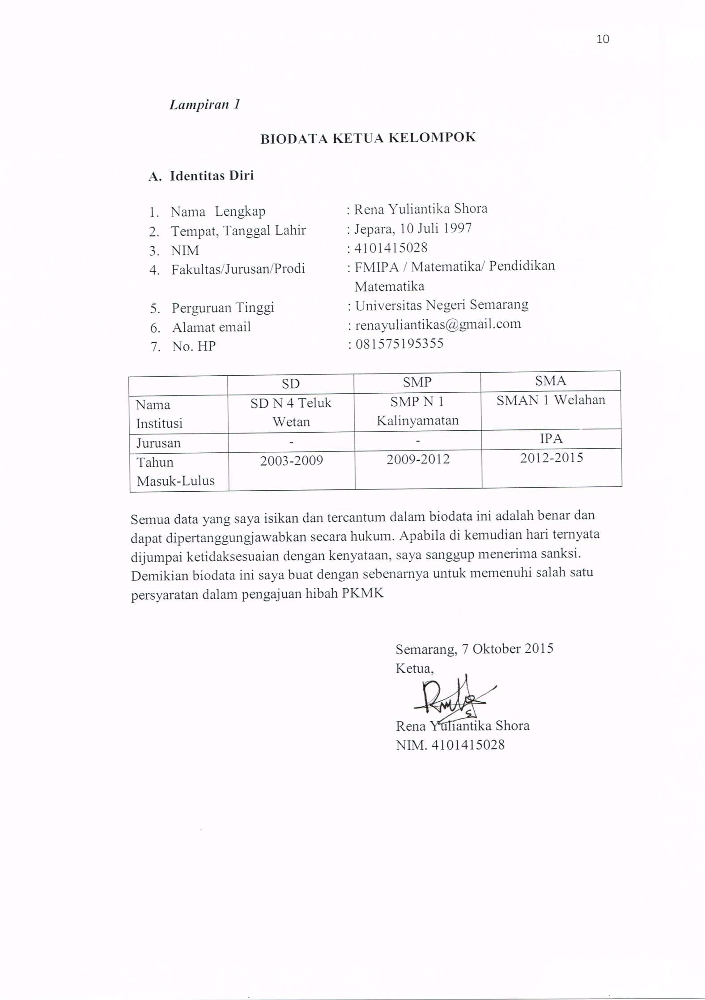 10
Lampiran 1
BIODATA KETUA KELOMPOK
A. Identitas Diri
1. Nama Lengkap : Rena Yuliantika Shora
2. Tempat, Tanggal Lahir : Jepara, 10 Juli 1997
3. NIM : 4101415028
4. Fakultas/Jurusan/Prodi : FMIPA / Matematika/ Pendidikan
Matematika
5. Perguruan Tinggi : Universitas Negeri Semarang
6. Alamat email : renayuliantikas@gmail.com
7. No. HP : 081575195355
SD SMP SMA
Nama SD N 4 Teluk SMP N 1 SMAN 1 Welahan
Institusi Wetan Kalinyamatan
Jurusan - - IPA
Tahun 2003-2009 2009-2012 2012-2015
Masuk-Lulus
Semua data yang saya isikan dan tercantum dalam biodata ini adalah benar dan
dapat dipertanggungjawabkan secara hukum. Apabila di kemudian hari ternyata
dijumpai ketidaksesuaian dengan kenyataan, saya sanggup menerima sanksi.
Demikian biodata ini saya buat dengan sebenarnya untuk memenuhi salah satu
persyaratan dalam pengajuan hibah PKMK
Semarang, 7 Oktober 2015
Ketua,
Rena Yuliantika Shora
NIM. 4101415028